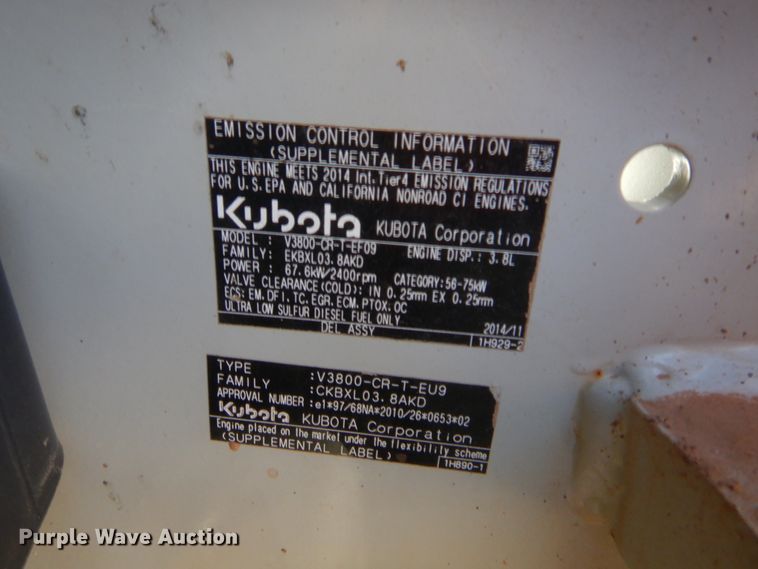 EMISSION CONTROL INFORMATION
(SUPPLEMENTAL LABEL)
THIS ENGINE MEETS 2014 Int.Tier4 EMISSION REGULATIONS
FOR U.S.EPA AND CALIFORNIA NONROAD CI ENGINES.
Kubota KUBOTA Corporation
MODEL : V3800-CR-T-EF09 ENGINE DISP.: 3.8L
FAMILY: EKBXL03.8AKD
POWER : 67.6kW/2400rpm CATEGORY:56-75kW
VALVE CLEARANCE(COLD): IN 0.25mm EX 0.25mm
ECS: EM.DFI.TC.EGR.ECM.PTOX.OC
ULTRA LOW SULFUR DIESEL FUEL ONLY
DEL ASSY 2014/11
1H929-2
TYPE :V3800-CR-T-EU9
FAMILY :CKBXL03.8AKD
APPROVAL NUMBER :e1*97/68NA*2010/26*0653*02
Kubota KUBOTA Corporation
Engine placed on the market under the flexibility scheme
(SUPPLEMENTAL LABEL) 1H890-1
Purple Wave Auction